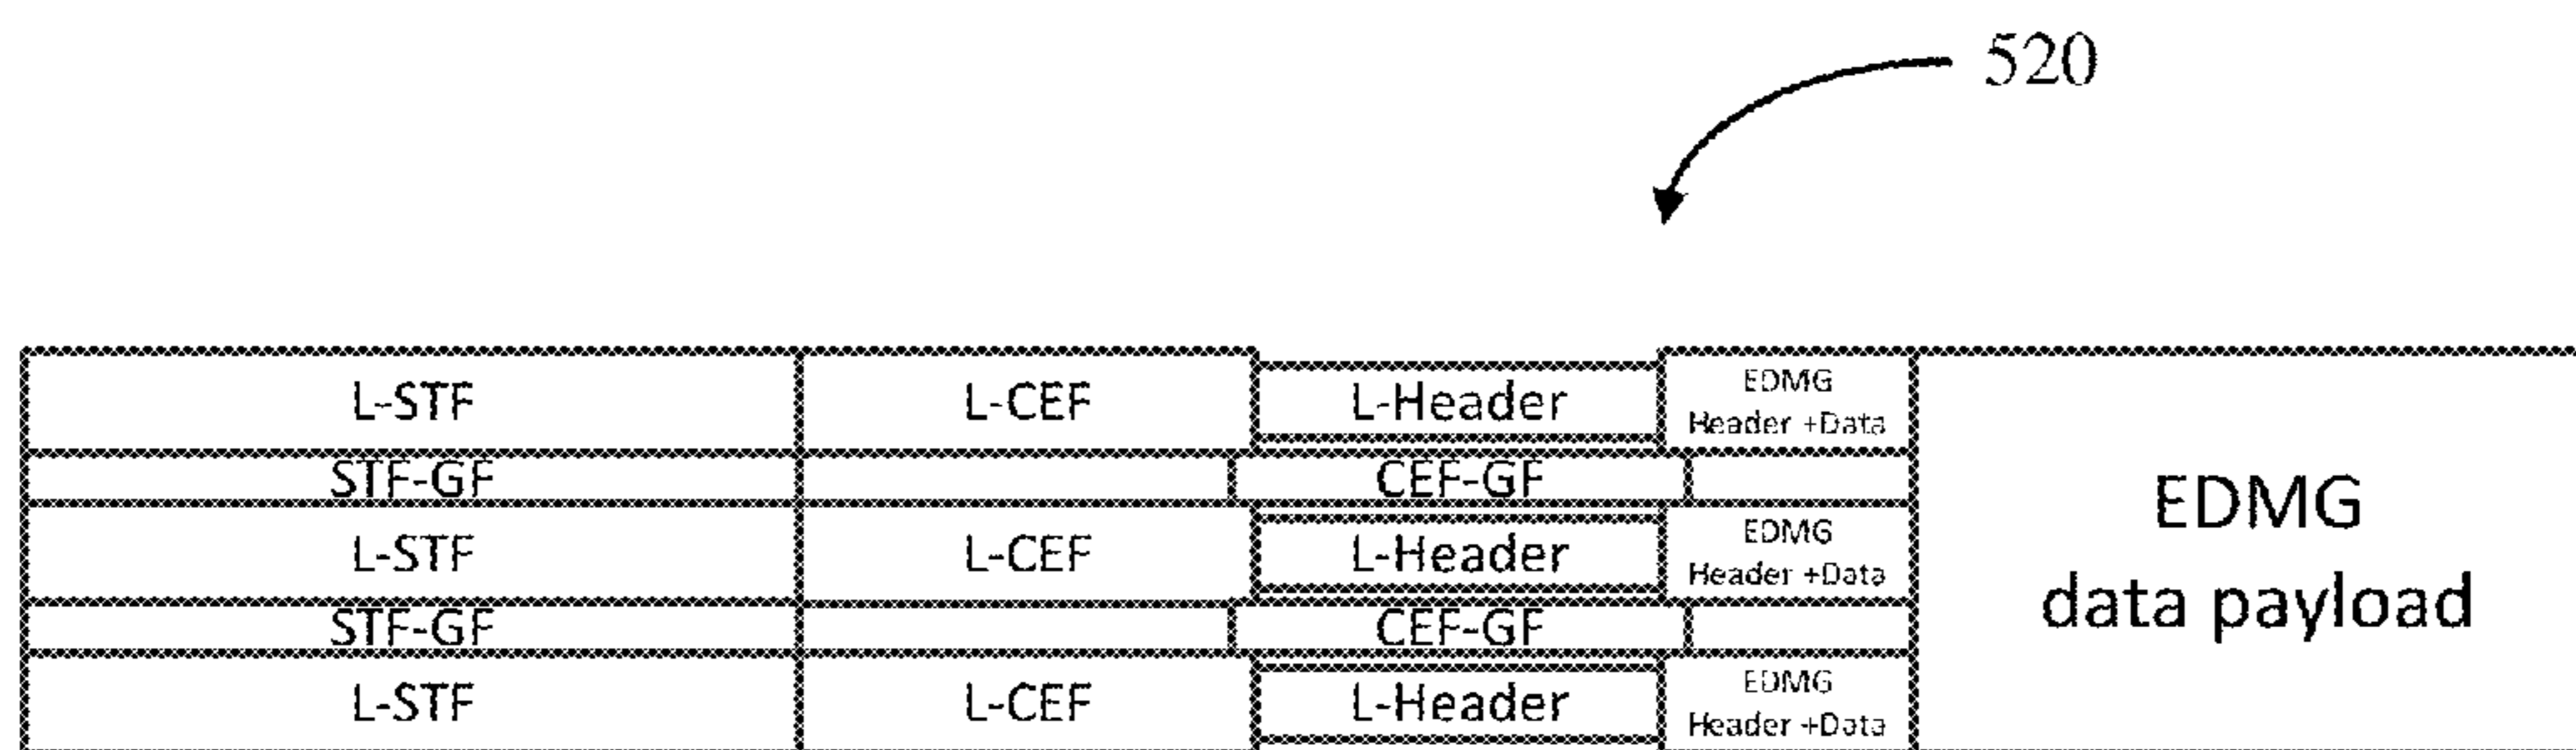 520
L-STF
L-CEF
L-Header
EDMG
Header +Data
STF-GF
CEF-GF
L-STF
L-CEF
L-Header
EDMG
Header +Data
EDMG
data payload
STF-GF
CEF-GF
L-STF
L-CEF
L-Header
EDMG
Header +Data